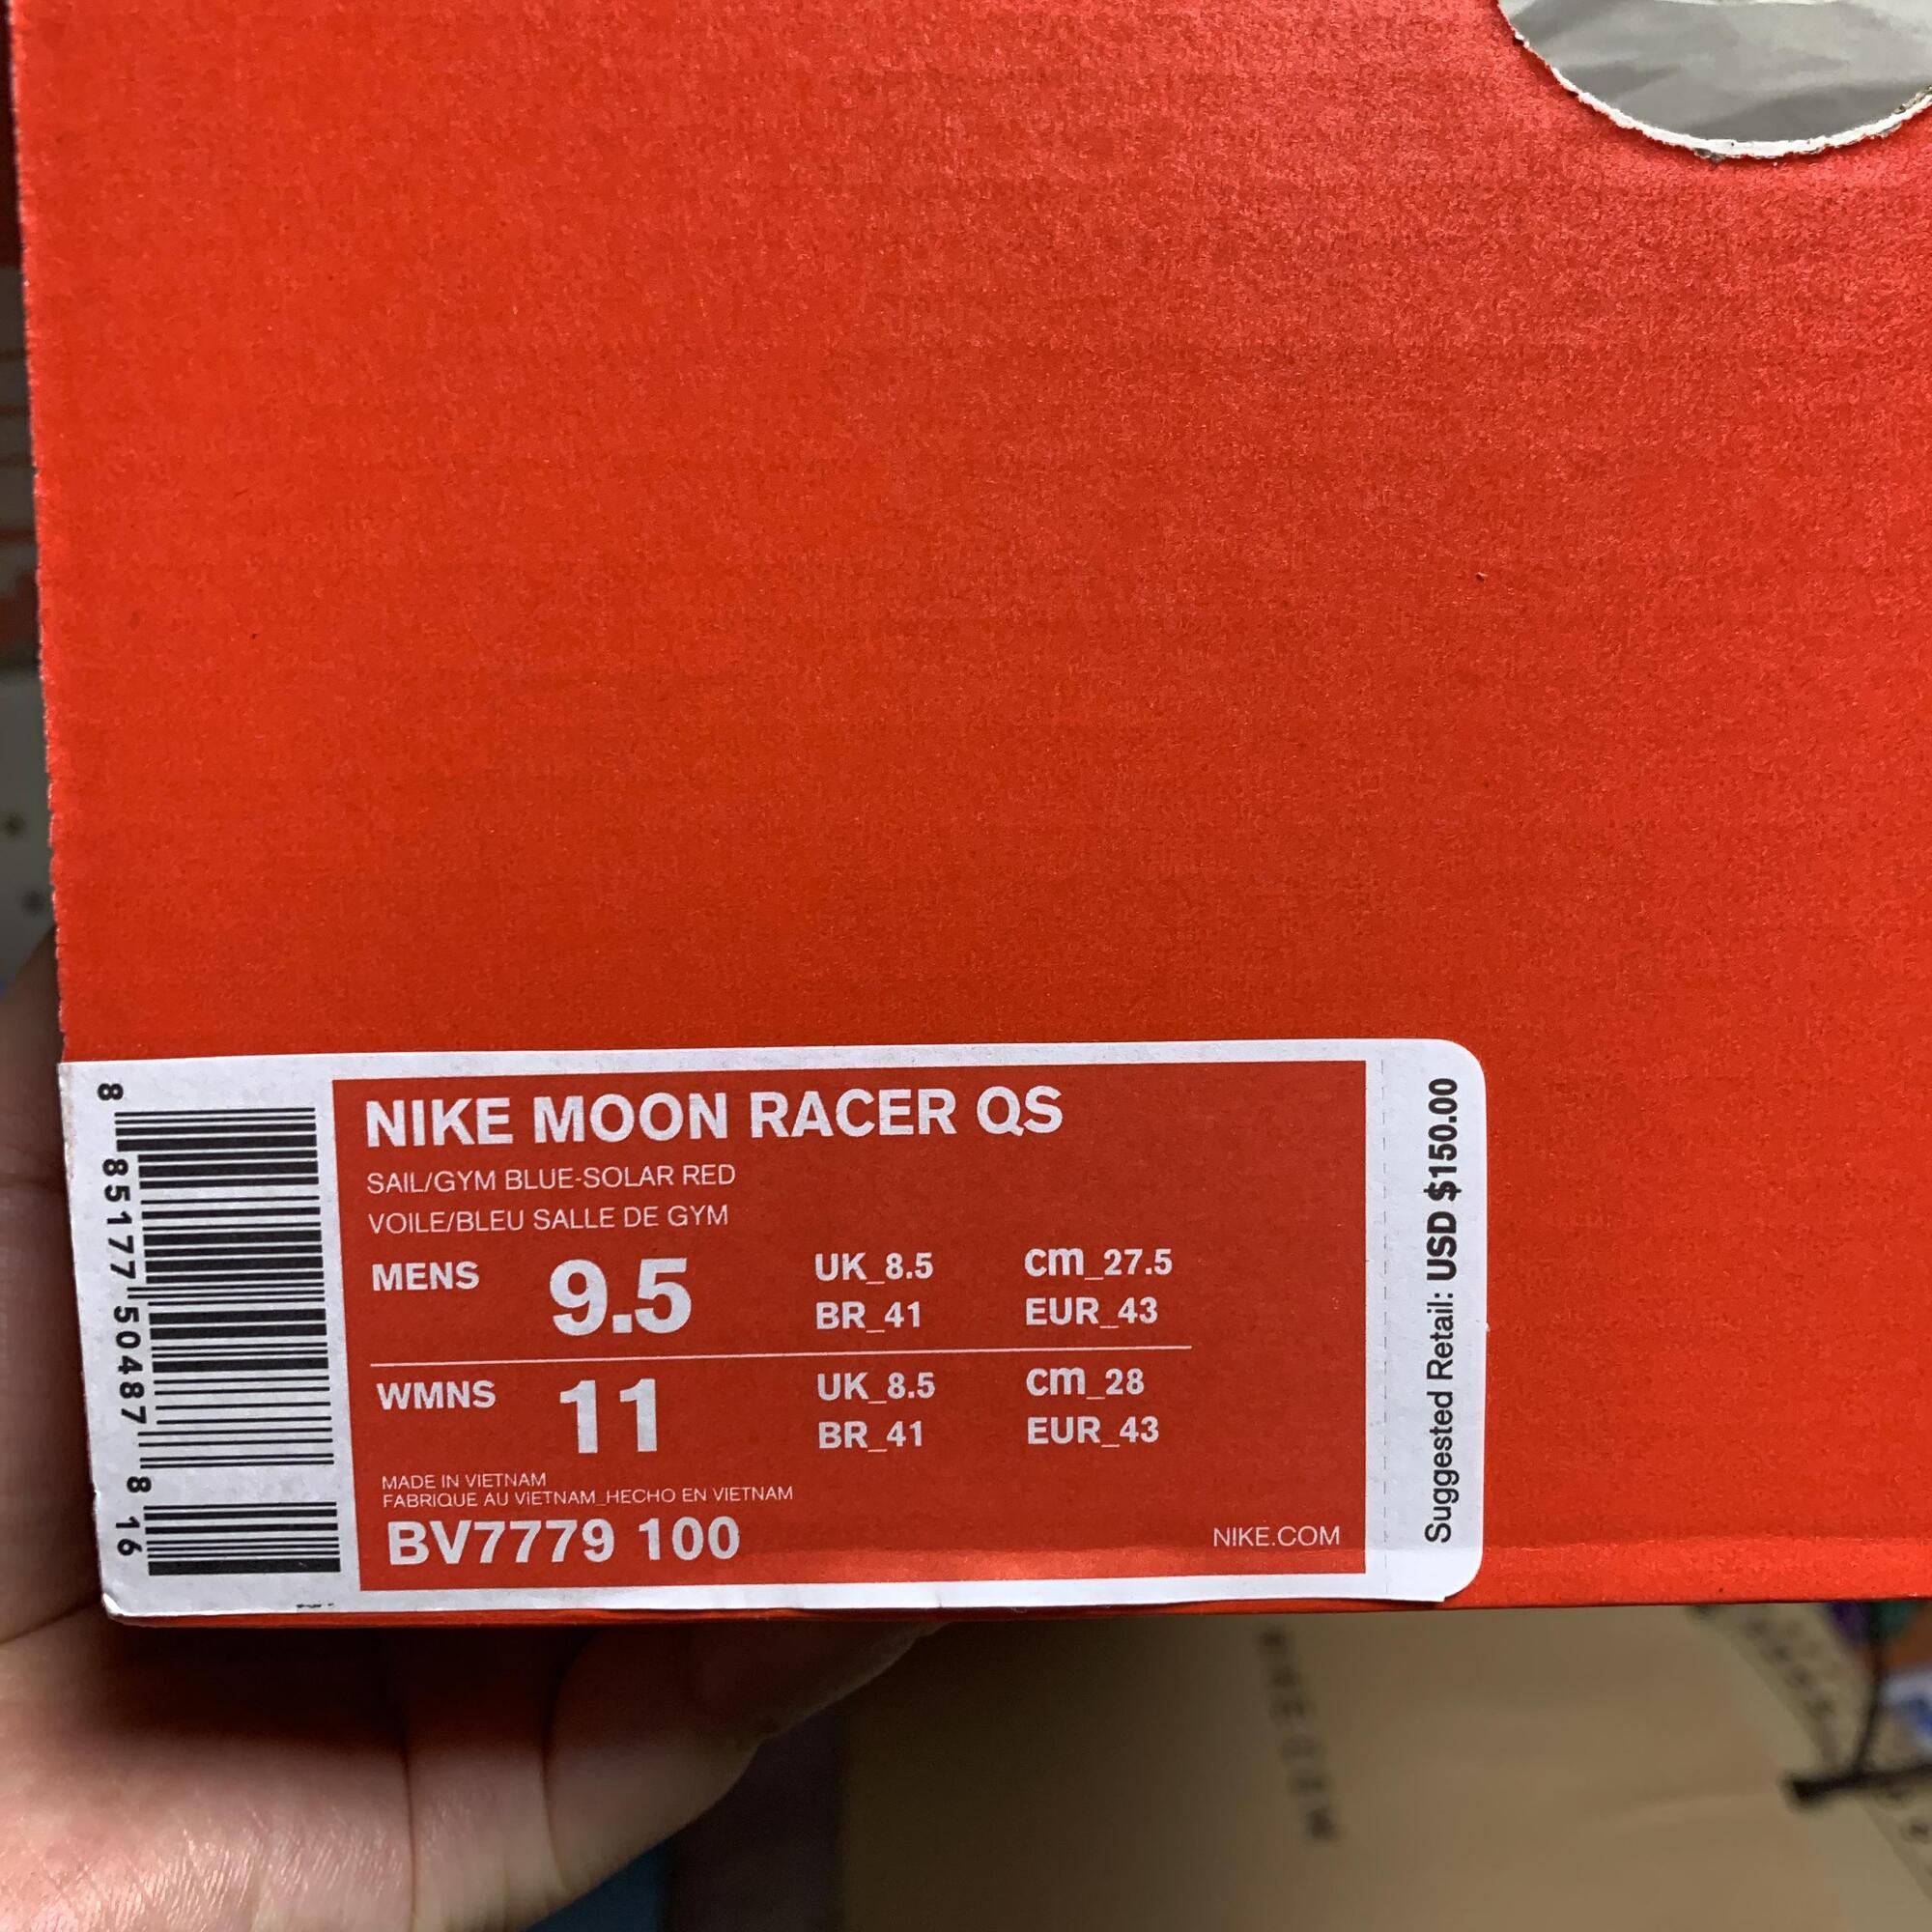 NIKE MOON RACER QS
SAIL/GYM BLUE-SOLAR RED
VOILE/BLEU SALLE DE GYM
MENS 9.5 UK_8.5 cm_27.5
BR_41 EUR_43
WMNS 11 UK_8.5 cm_28
BR_41 EUR_43
MADE IN VIETNAM
FABRIQUE AU VIETNAM_HECHO EN VIETNAM
BV7779 100
NIKE.COM
Suggested Retail: USD $150.00
8 85177 50487 8 16